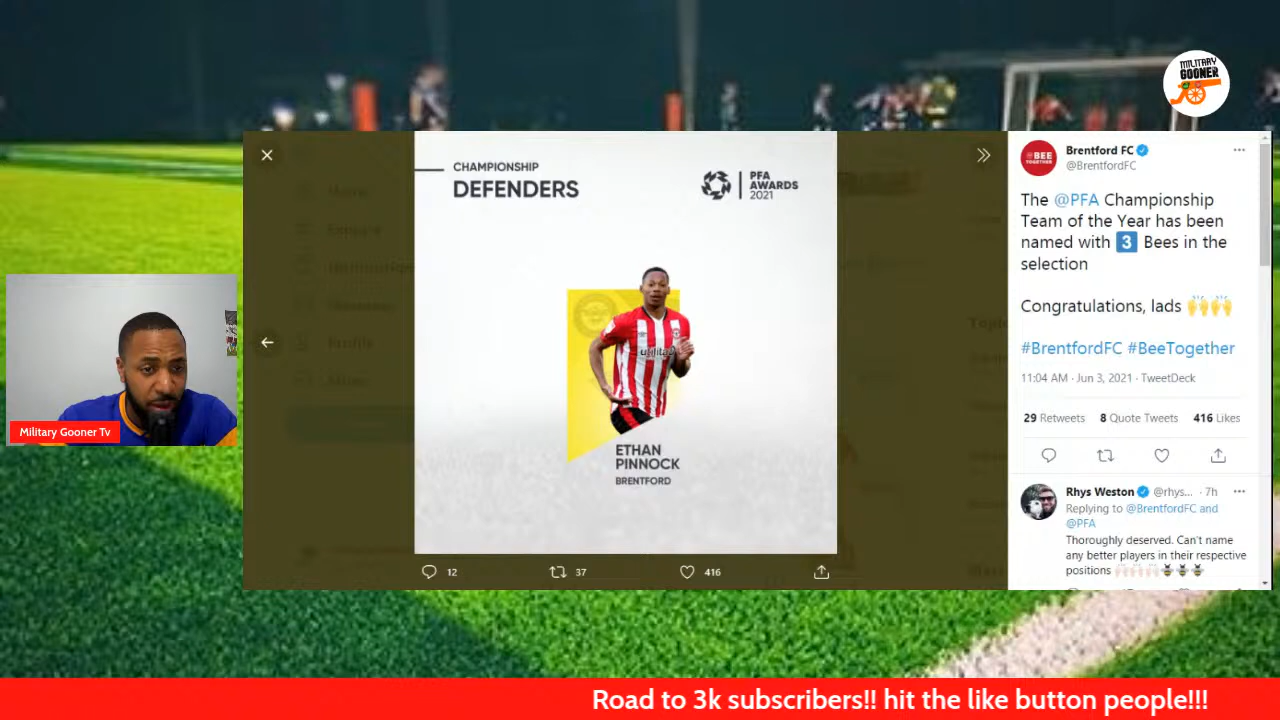 MILITARY
GOONER
CHAMPIONSHIP
DEFENDERS
PFA
AWARDS
2021
ETHAN
PINNOCK
BRENTFORD
12
37
416
BEE
TOGETHER
Brentford FC
@BrentfordFC
The @PFA Championship
Team of the Year has been
named with 3 Bees in the
selection
Congratulations, lads 🙌🙌
#BrentfordFC #BeeTogether
11:04 AM · Jun 3, 2021 · TweetDeck
29 Retweets 8 Quote Tweets 416 Likes
Rhys Weston @rhys... · 7h
Replying to @BrentfordFC and
@PFA
Thoroughly deserved. Can't name
any better players in their respective
positions 🙌🏻🙌🏻🙌🏻🐝🐝🐝
Military Gooner Tv
Road to 3k subscribers!! hit the like button people!!!